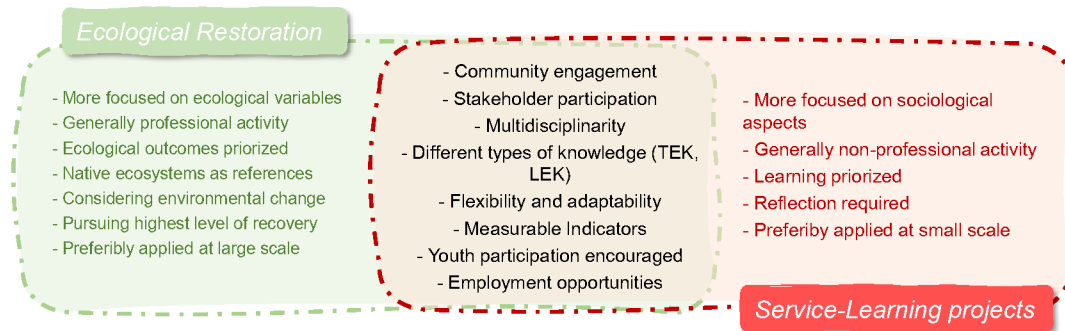 Ecological Restoration
- More focused on ecological variables
- Generally professional activity
- Ecological outcomes priorized
- Native ecosystems as references
- Considering environmental change
- Pursuing highest level of recovery
- Preferibly applied at large scale
- Community engagement
- Stakeholder participation
- Multidisciplinarity
- Different types of knowledge (TEK,
LEK)
- Flexibility and adaptability
- Measurable Indicators
- Youth participation encouraged
- Employment opportunities
- More focused on sociological
aspects
- Generally non-professional activity
- Learning priorized
- Reflection required
- Preferiby applied at small scale
Service-Learning projects